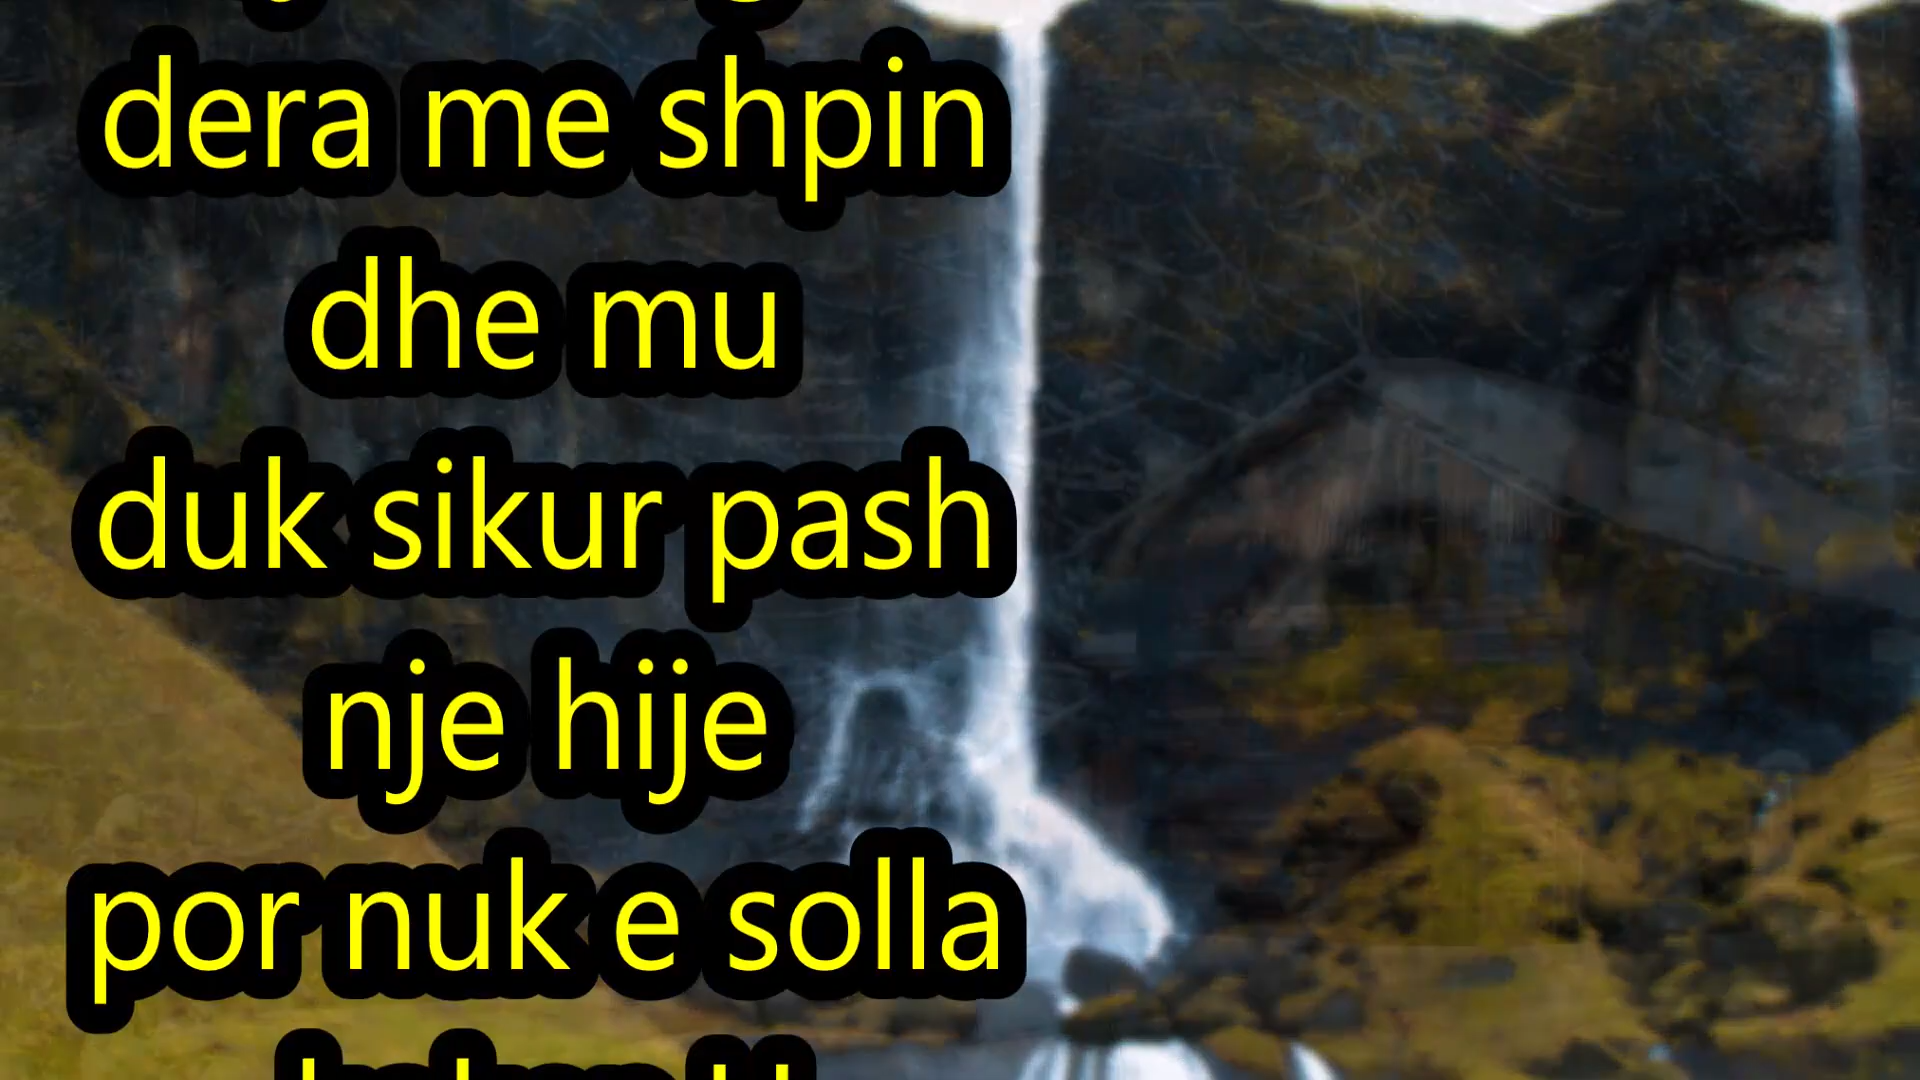 dera me shpin
dhe mu
duk sikur pash
nje hije
por nuk e solla